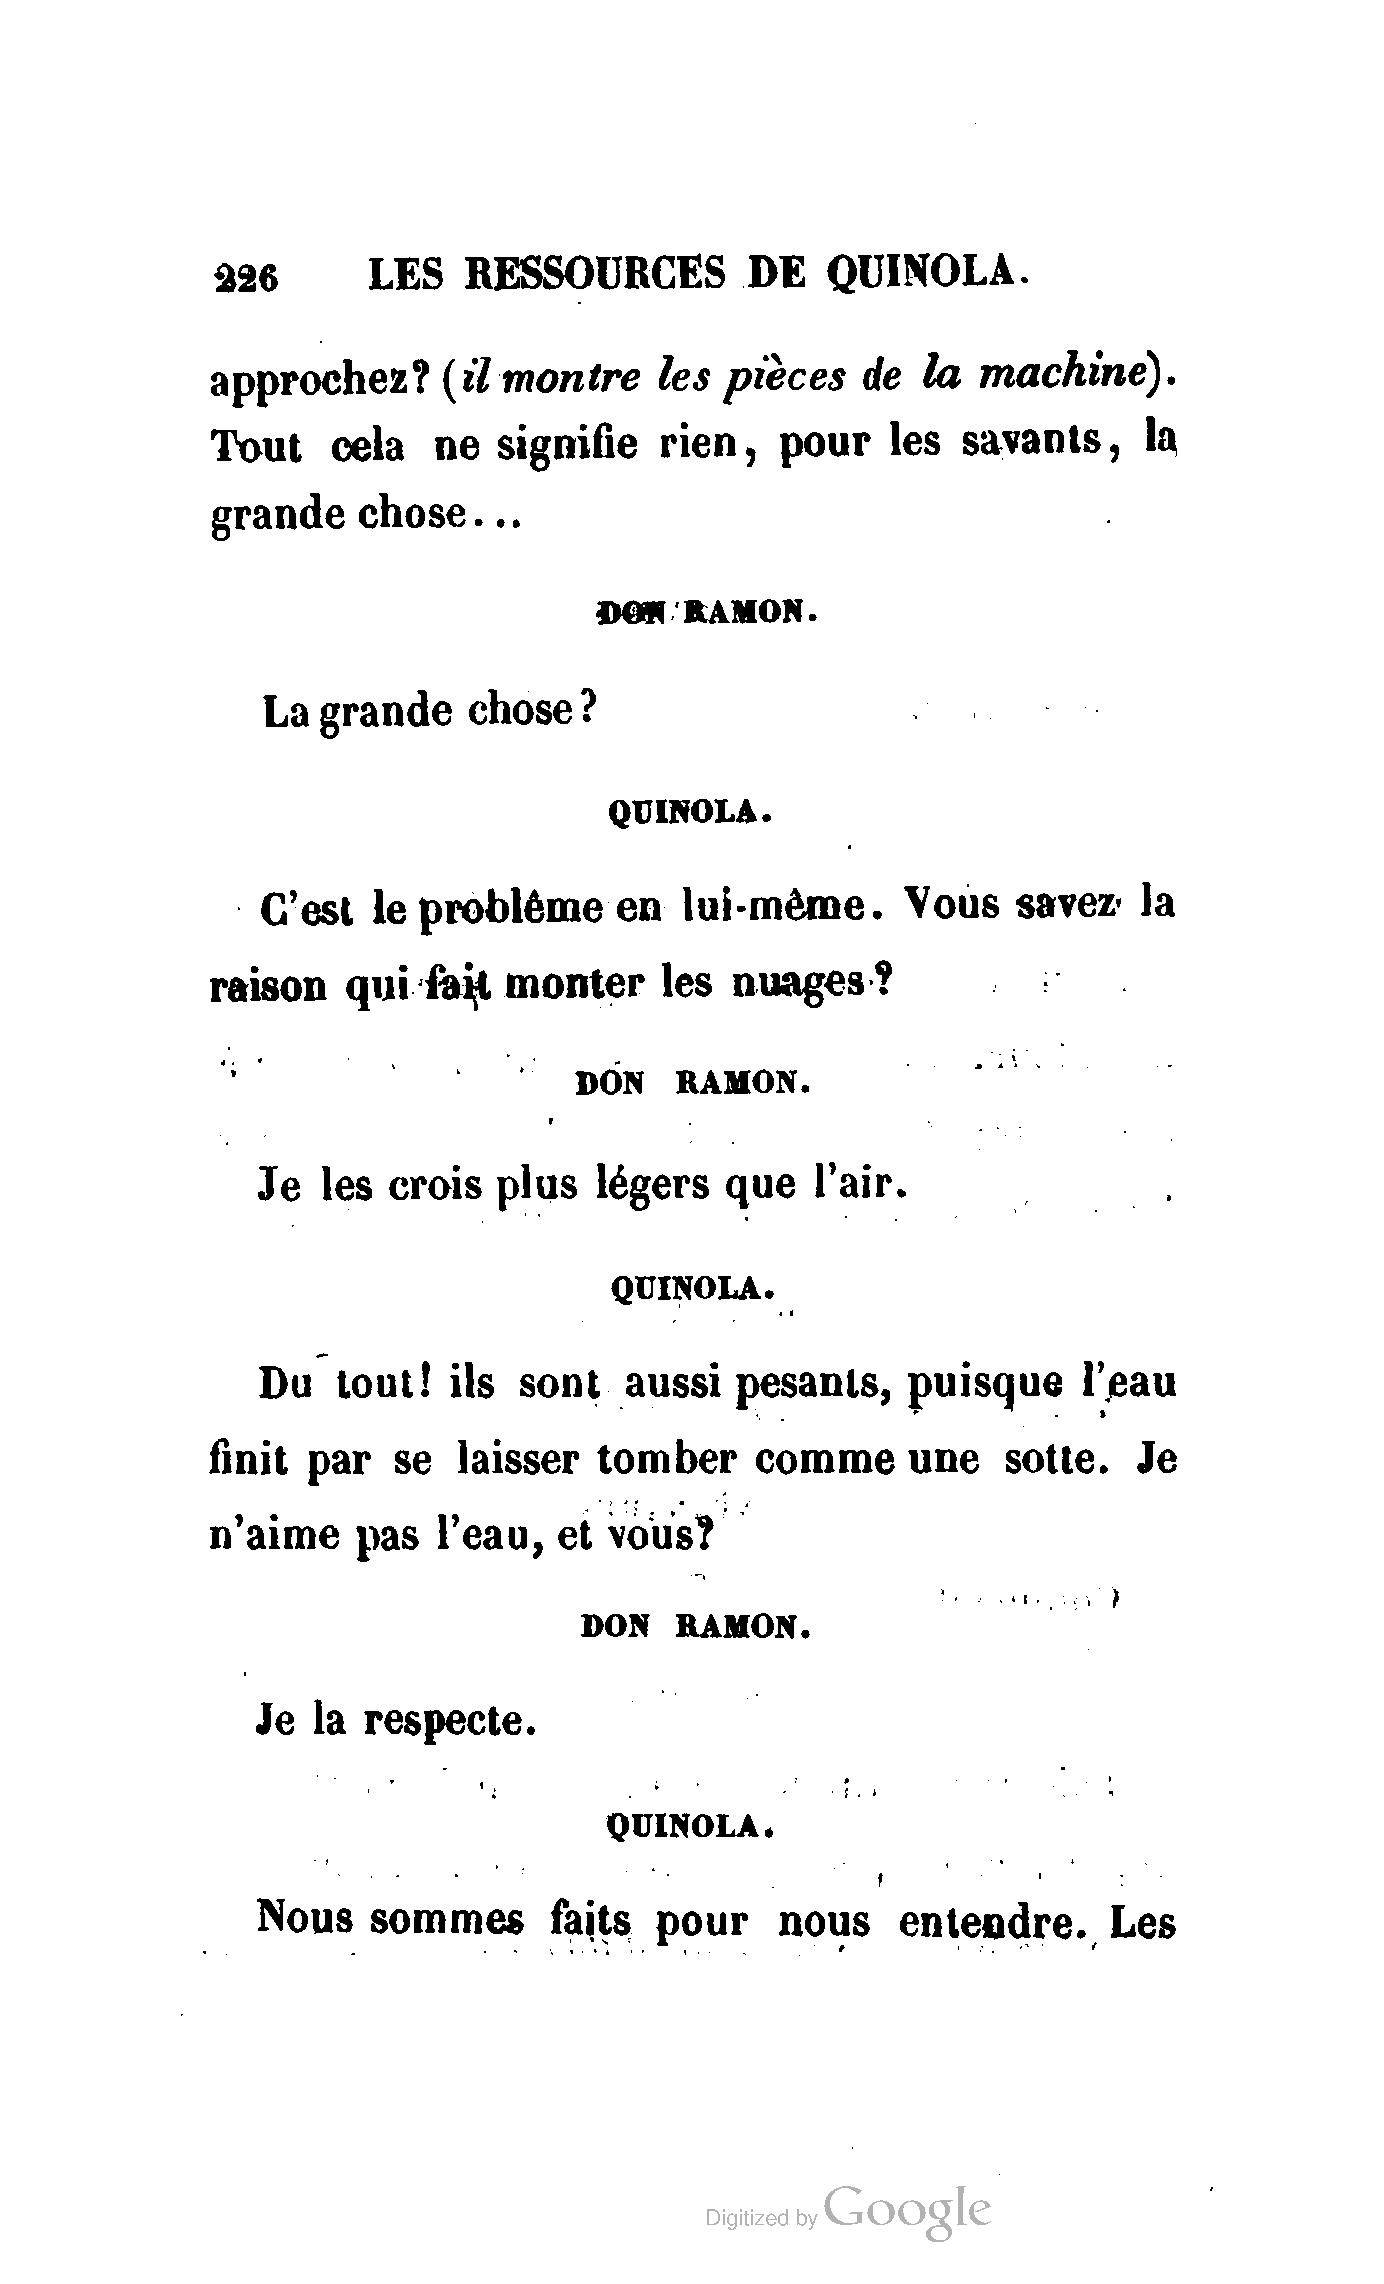 226 LES RESSOURCES DE QUINOLA.
approchez? (il montre les pièces de la machine).
Tout cela ne signifie rien, pour les savants, la
grande chose...
DON RAMON.
La grande chose?
QUINOLA.
C'est le problême en lui-même. Vous savez la
raison qui fait monter les nuages?
DON RAMON.
Je les crois plus légers que l'air.
QUINOLA.
Du tout! ils sont aussi pesants, puisque l'eau
finit par se laisser tomber comme une sotte. Je
n'aime pas l'eau, et vous?
DON RAMON.
Je la respecte.
QUINOLA.
Nous sommes faits pour nous entendre. Les
Digitized by Google